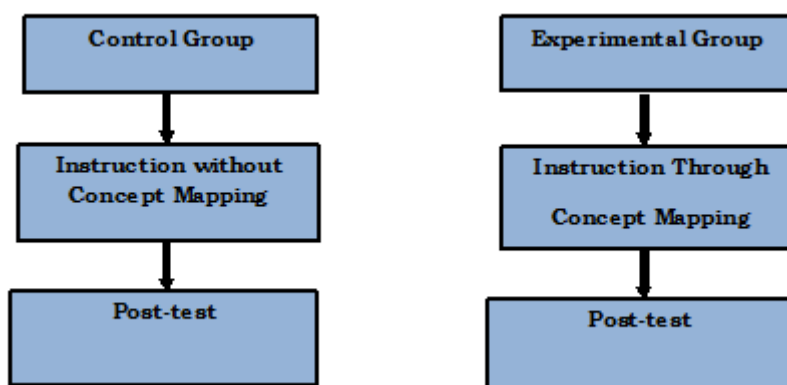 Control Group
Instruction without
Concept Mapping
Post-test
Experimental Group
Instruction Through
Concept Mapping
Post-test